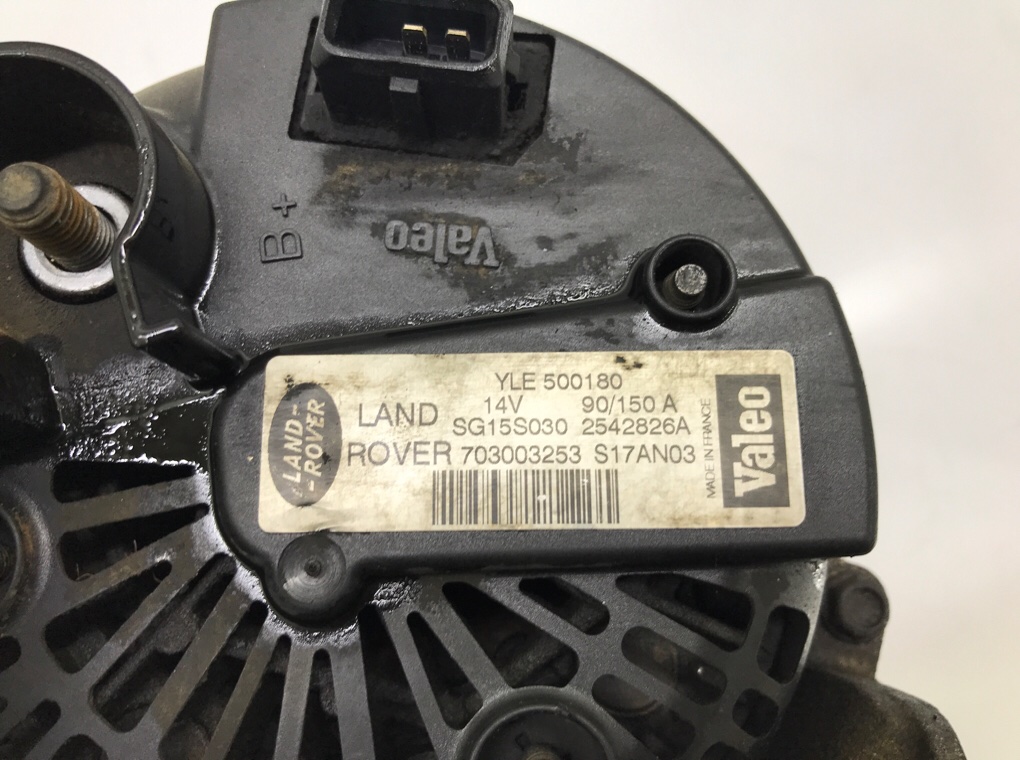 B+
Valeo
YLE 500180
14V 90/150 A
LAND SG15S030 2542826A
ROVER 703003253 S17AN03
LAND-
-ROVER
MADE IN FRANCE
Valeo